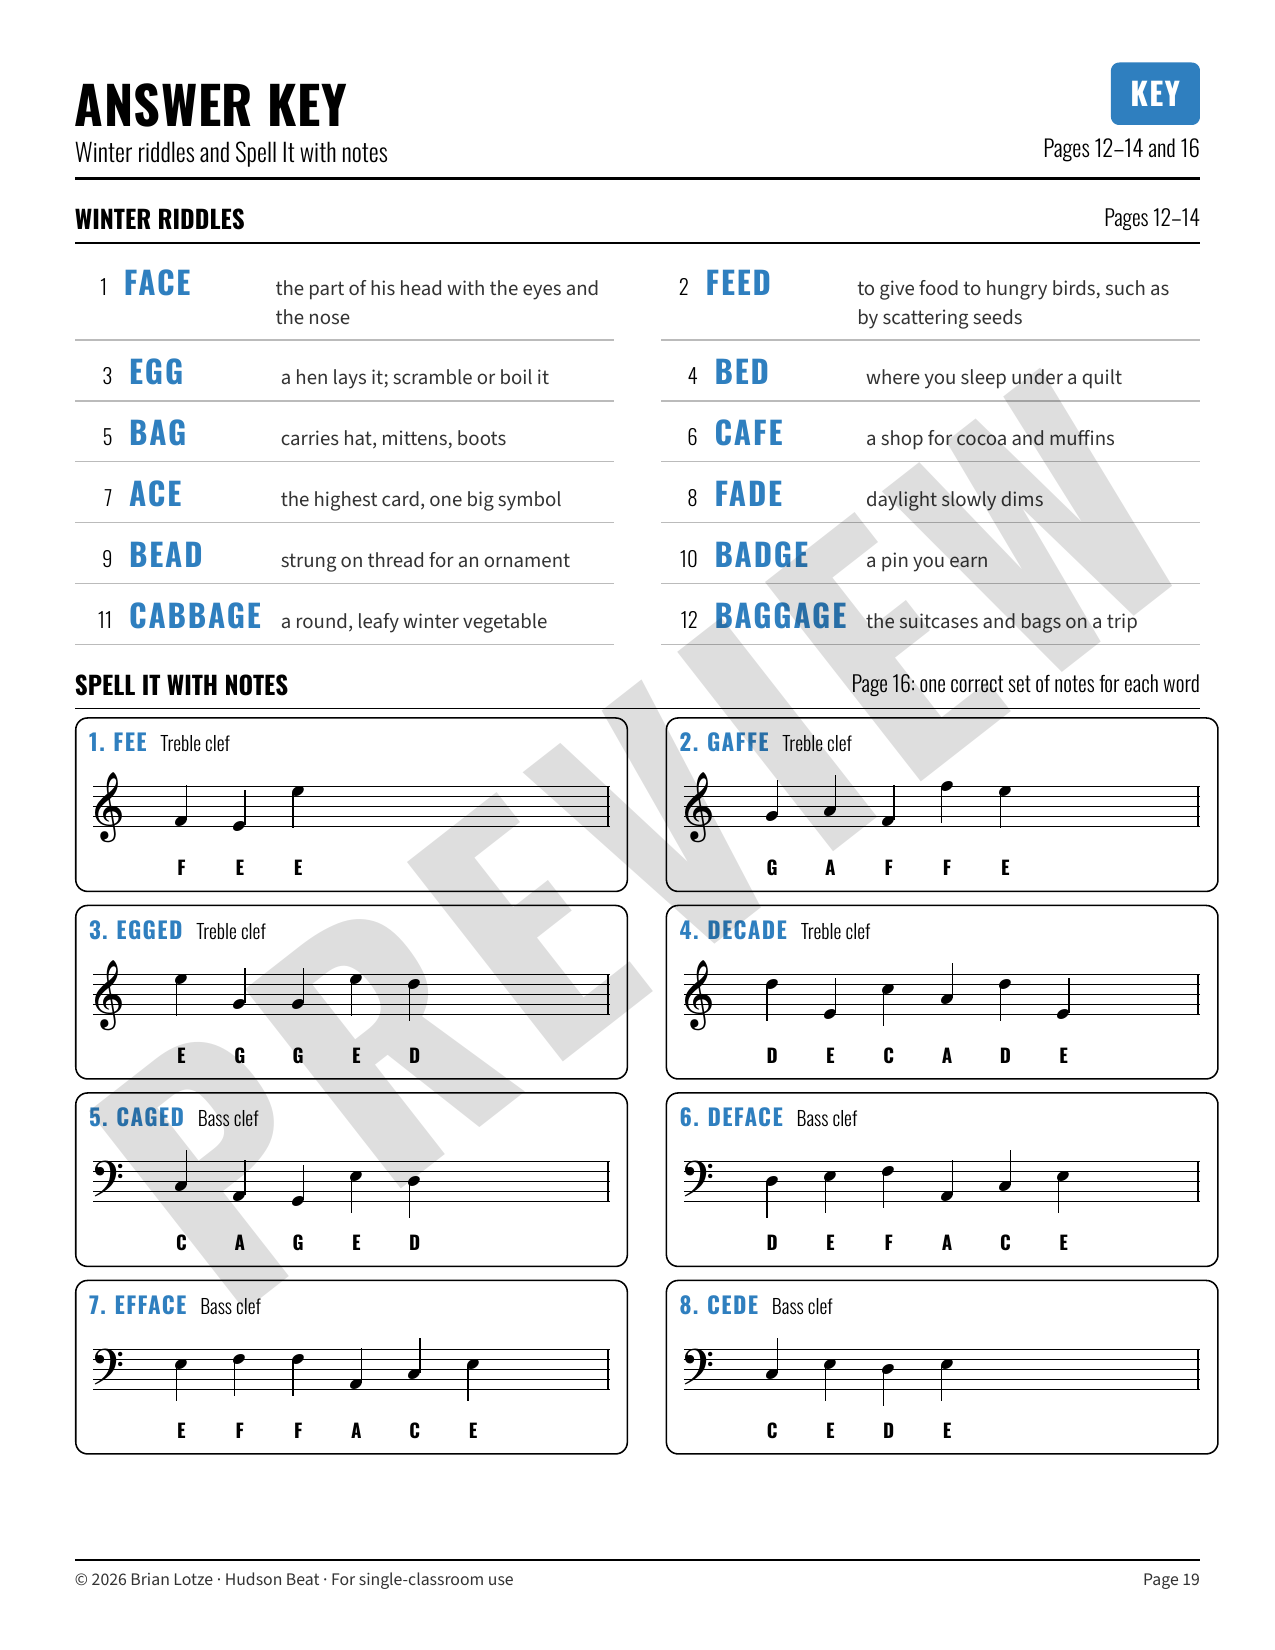 ANSWER KEY
KEY
Winter riddles and Spell It with notes
Pages 12–14 and 16
WINTER RIDDLES
Pages 12–14
1 FACE the part of his head with the eyes and
the nose
2 FEED to give food to hungry birds, such as
by scattering seeds
3 EGG a hen lays it; scramble or boil it
4 BED where you sleep under a quilt
5 BAG carries hat, mittens, boots
6 CAFE a shop for cocoa and muffins
7 ACE the highest card, one big symbol
8 FADE daylight slowly dims
9 BEAD strung on thread for an ornament
10 BADGE a pin you earn
11 CABBAGE a round, leafy winter vegetable
12 BAGGAGE the suitcases and bags on a trip
SPELL IT WITH NOTES
Page 16: one correct set of notes for each word
1. FEE Treble clef
F E E
2. GAFFE Treble clef
G A F F E
3. EGGED Treble clef
E G G E D
4. DECADE Treble clef
D E C A D E
5. CAGED Bass clef
C A G E D
6. DEFACE Bass clef
D E F A C E
7. EFFACE Bass clef
E F F A C E
8. CEDE Bass clef
C E D E
PREVIEW
© 2026 Brian Lotze · Hudson Beat · For single-classroom use
Page 19